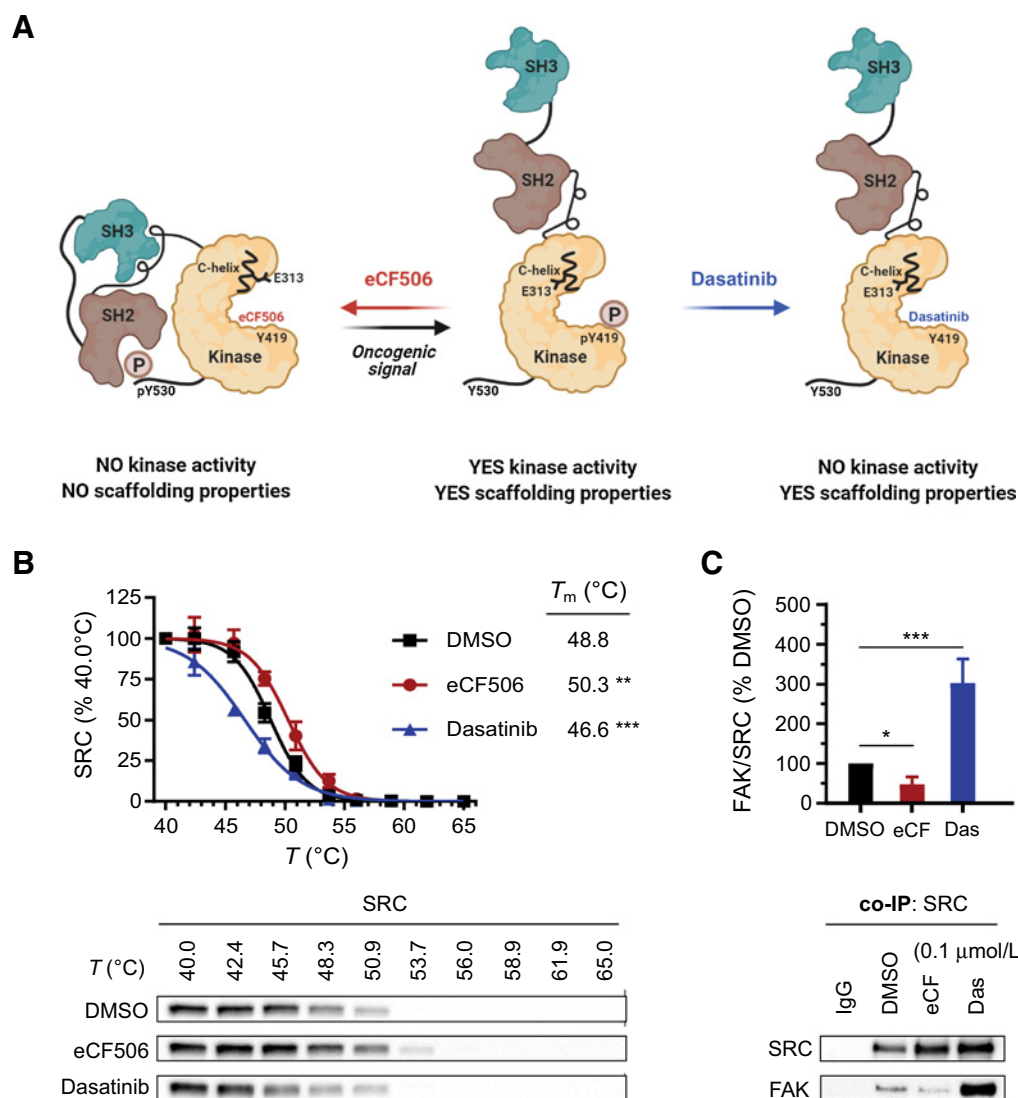 A
SH3
SH2
C-helix
E313
eCF506
Y419
Kinase
P
pY530
eCF506
Oncogenic
signal
SH3
SH2
C-helix
E313
P
pY419
Kinase
Y530
Dasatinib
SH3
SH2
C-helix
E313
Dasatinib
Y419
Kinase
Y530
NO kinase activity
NO scaffolding properties
YES kinase activity
YES scaffolding properties
NO kinase activity
YES scaffolding properties
B
SRC (% 40.0°C)
125
100
75
50
25
0
40 45 50 55 60 65
T (°C)
Tm (°C)
DMSO 48.8
eCF506 50.3 **
Dasatinib 46.6 ***
SRC
T (°C) 40.0 42.4 45.7 48.3 50.9 53.7 56.0 58.9 61.9 65.0
DMSO
eCF506
Dasatinib
C
FAK/SRC (% DMSO)
500
400
300
200
100
0
***
*
DMSO eCF Das
co-IP: SRC
(0.1 μmol/L
IgG DMSO eCF Das
SRC
FAK